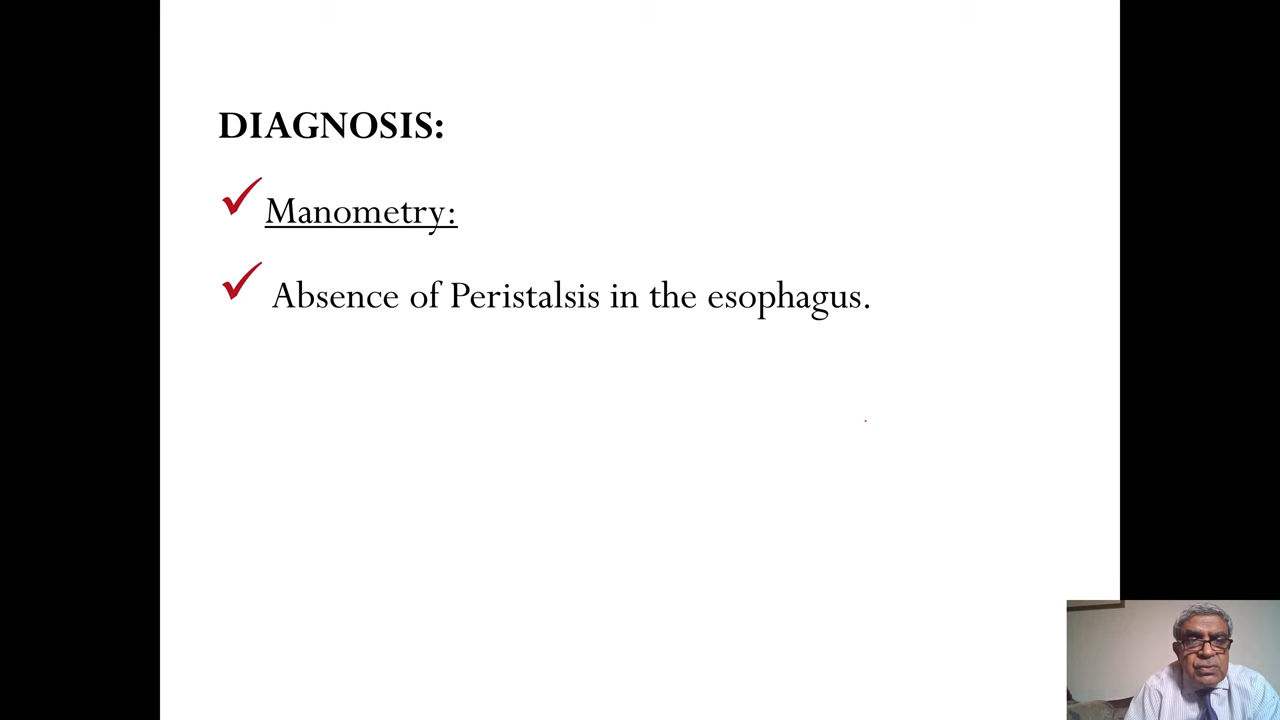 DIAGNOSIS:
Manometry:
Absence of Peristalsis in the esophagus.